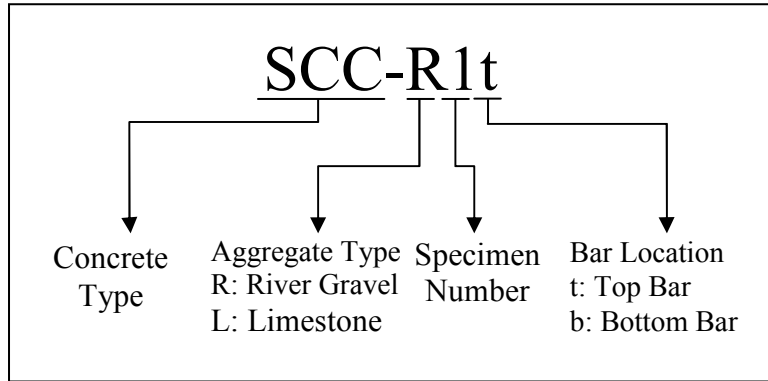 SCC-R1t
Concrete
Type
Aggregate Type
R: River Gravel
L: Limestone
Specimen
Number
Bar Location
t: Top Bar
b: Bottom Bar